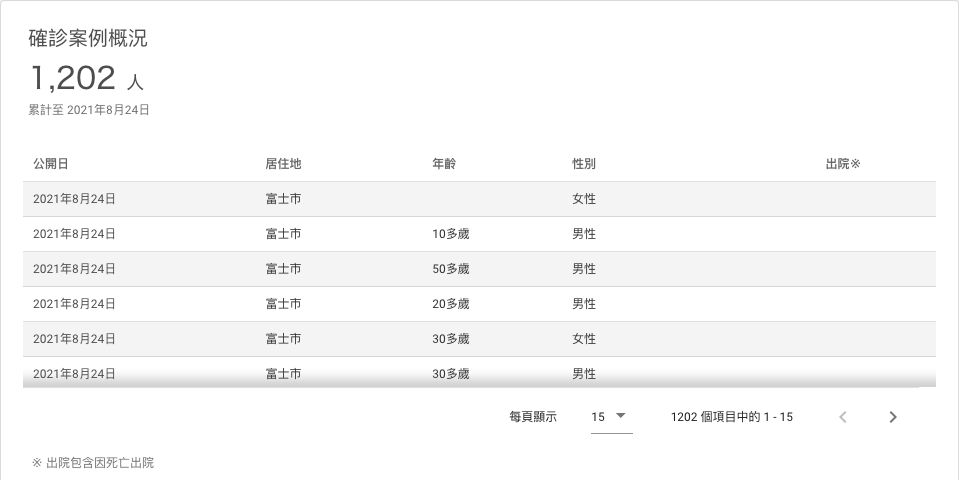 確診案例概況
1,202 人
累計至 2021年8月24日
公開日 居住地 年齡 性別 出院※
2021年8月24日 富士市 女性
2021年8月24日 富士市 10多歲 男性
2021年8月24日 富士市 50多歲 男性
2021年8月24日 富士市 20多歲 男性
2021年8月24日 富士市 30多歲 女性
2021年8月24日 富士市 30多歲 男性
每頁顯示 15 1202 個項目中的 1 - 15
※ 出院包含因死亡出院